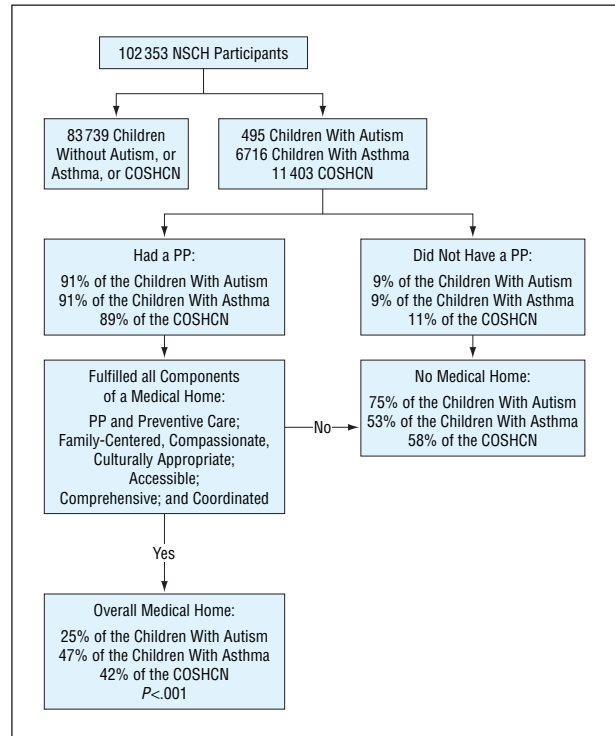 102 353 NSCH Participants
83 739 Children
Without Autism, or
Asthma, or COSHCN
495 Children With Autism
6716 Children With Asthma
11 403 COSHCN
Had a PP:
91% of the Children With Autism
91% of the Children With Asthma
89% of the COSHCN
Did Not Have a PP:
9% of the Children With Autism
9% of the Children With Asthma
11% of the COSHCN
Fulfilled all Components
of a Medical Home:
PP and Preventive Care;
Family-Centered, Compassionate,
Culturally Appropriate;
Accessible;
Comprehensive; and Coordinated
No
No Medical Home:
75% of the Children With Autism
53% of the Children With Asthma
58% of the COSHCN
Yes
Overall Medical Home:
25% of the Children With Autism
47% of the Children With Asthma
42% of the COSHCN
P<.001